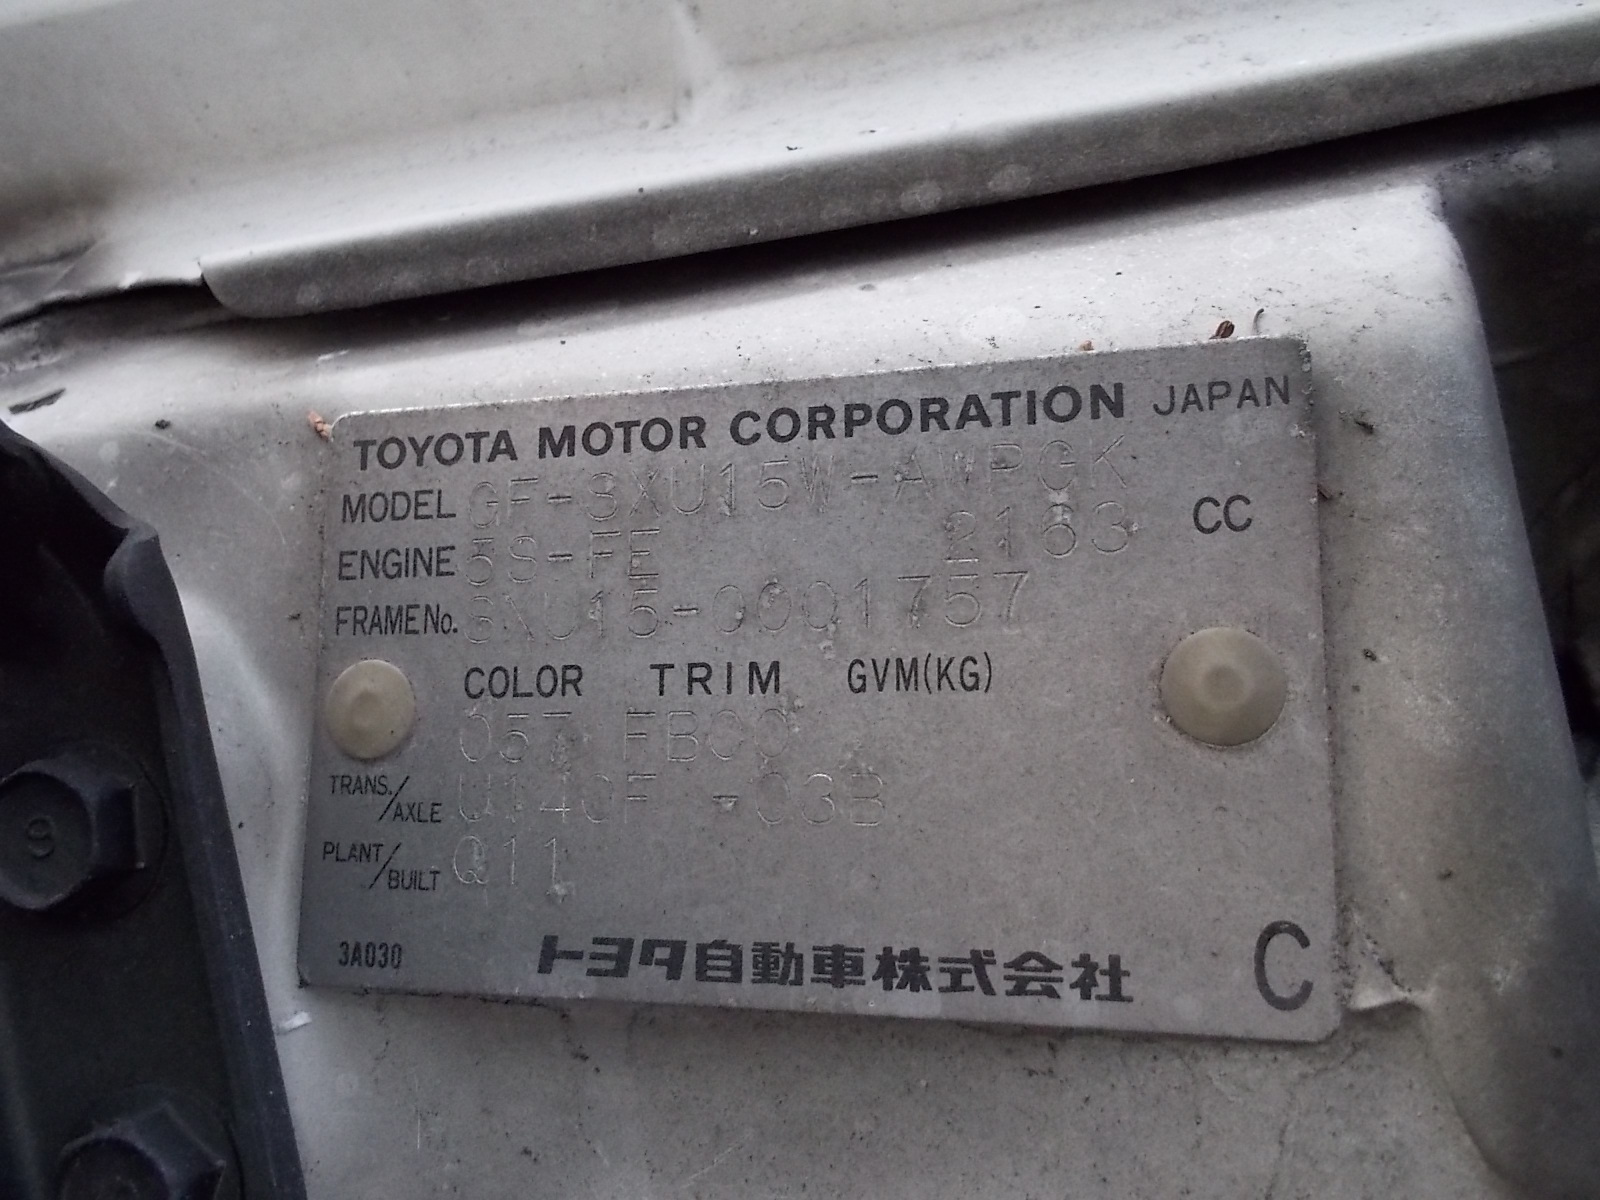 TOYOTA MOTOR CORPORATION JAPAN
MODEL GF-SXU15W-AWPGK
ENGINE 5S-FE 2163 CC
FRAME No. SXU15-0001757
COLOR TRIM GVM(KG)
057 FB00
TRANS./AXLE U140F -03B
PLANT/BUILT Q11
3A030 トヨタ自動車株式会社 C
9